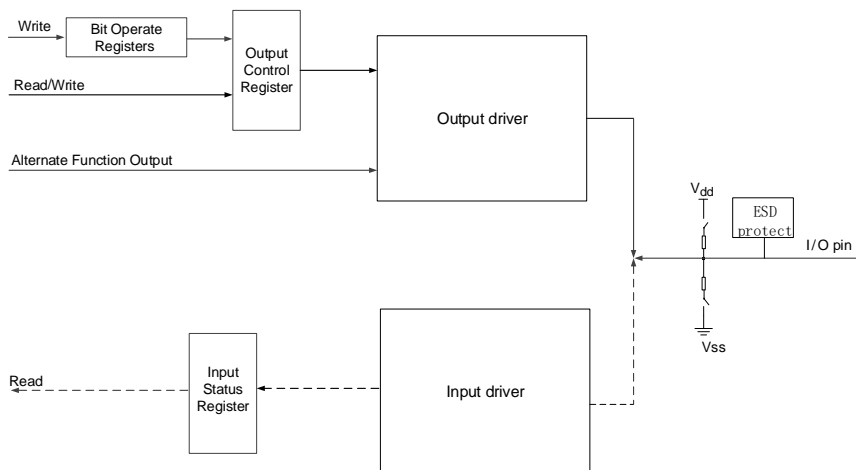 Write
Bit Operate
Registers
Output
Control
Register
Read/Write
Output driver
Alternate Function Output
Vdd
ESD
protect
I/O pin
Vss
Input
Status
Register
Read
Input driver